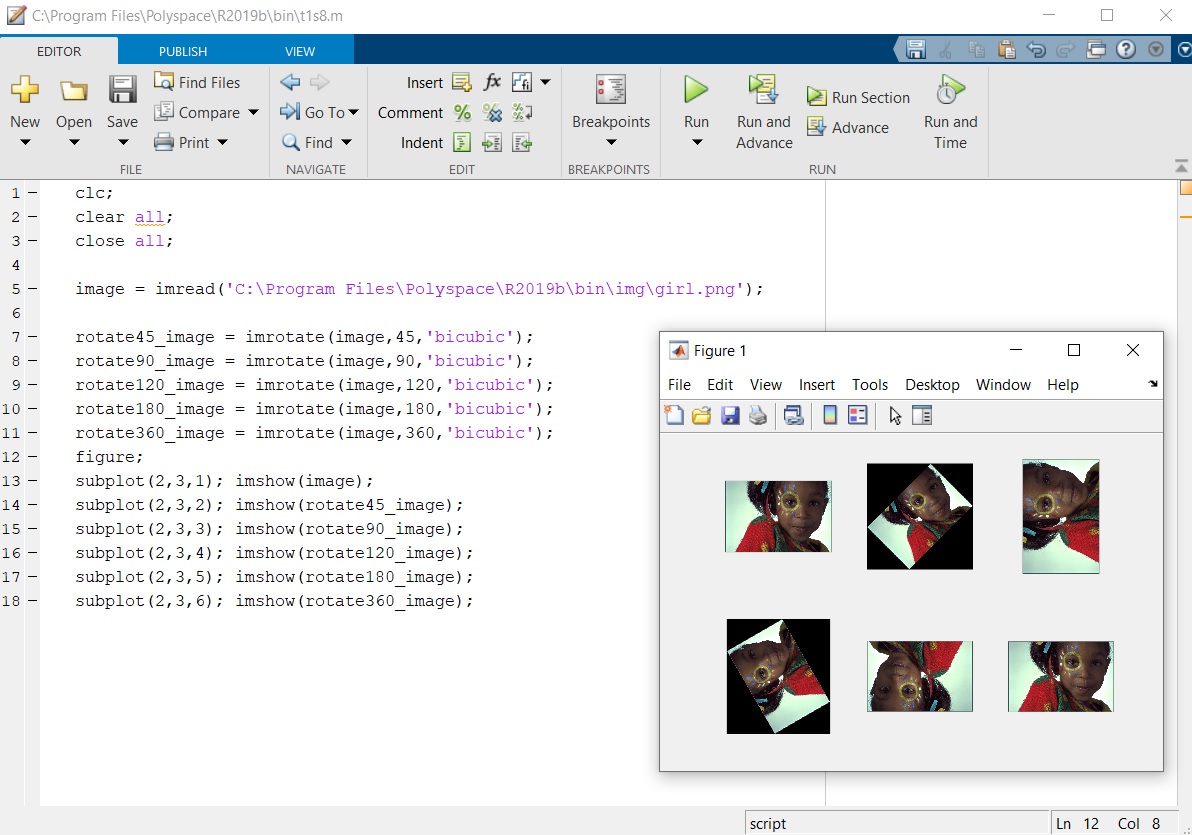 C:\Program Files\Polyspace\R2019b\bin\t1s8.m
EDITOR PUBLISH VIEW
New Open Save Find Files Compare Print
FILE
Go To Find
NAVIGATE
Insert fx fi
Comment
Indent
EDIT
Breakpoints
BREAKPOINTS
Run Run and Advance Run Section Advance Run and Time
RUN
1 clc;
2 clear all;
3 close all;
4
5 image = imread('C:\Program Files\Polyspace\R2019b\bin\img\girl.png');
6
7 rotate45_image = imrotate(image,45,'bicubic');
8 rotate90_image = imrotate(image,90,'bicubic');
9 rotate120_image = imrotate(image,120,'bicubic');
10 rotate180_image = imrotate(image,180,'bicubic');
11 rotate360_image = imrotate(image,360,'bicubic');
12 figure;
13 subplot(2,3,1); imshow(image);
14 subplot(2,3,2); imshow(rotate45_image);
15 subplot(2,3,3); imshow(rotate90_image);
16 subplot(2,3,4); imshow(rotate120_image);
17 subplot(2,3,5); imshow(rotate180_image);
18 subplot(2,3,6); imshow(rotate360_image);
Figure 1
File Edit View Insert Tools Desktop Window Help
script Ln 12 Col 8